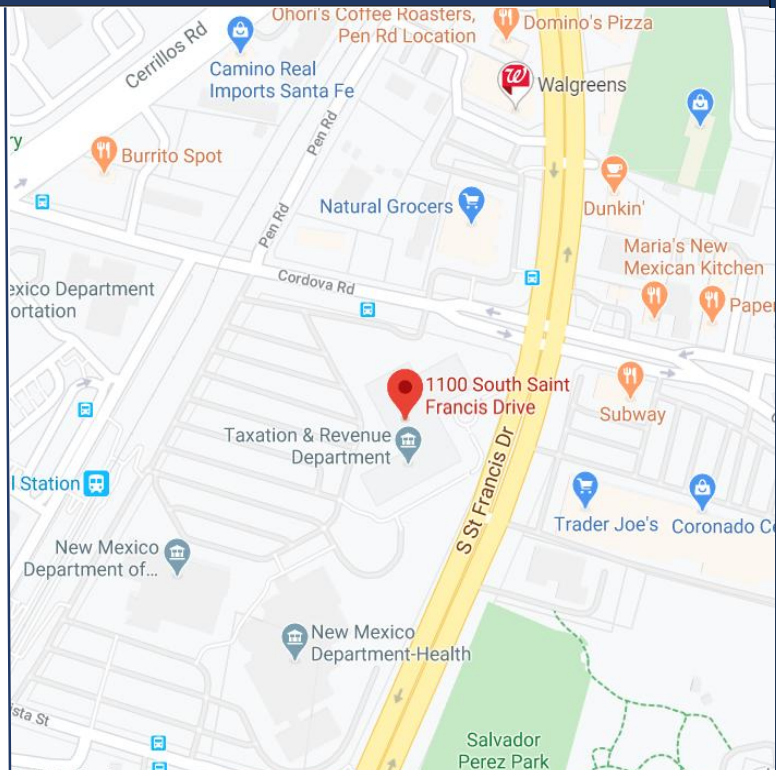 Ohori's Coffee Roasters,
Pen Rd Location
Domino's Pizza
Cerrillos Rd
Camino Real
Imports Santa Fe
Walgreens
Pen Rd
ry
Burrito Spot
Natural Grocers
Dunkin'
Pen Rd
Maria's New
Mexican Kitchen
Cordova Rd
exico Department
ortation
Paper
1100 South Saint
Francis Drive
Subway
Taxation & Revenue
Department
S St Francis Dr
l Station
Trader Joe's
Coronado Ce
New Mexico
Department of...
New Mexico
Department-Health
ista St
Salvador
Perez Park